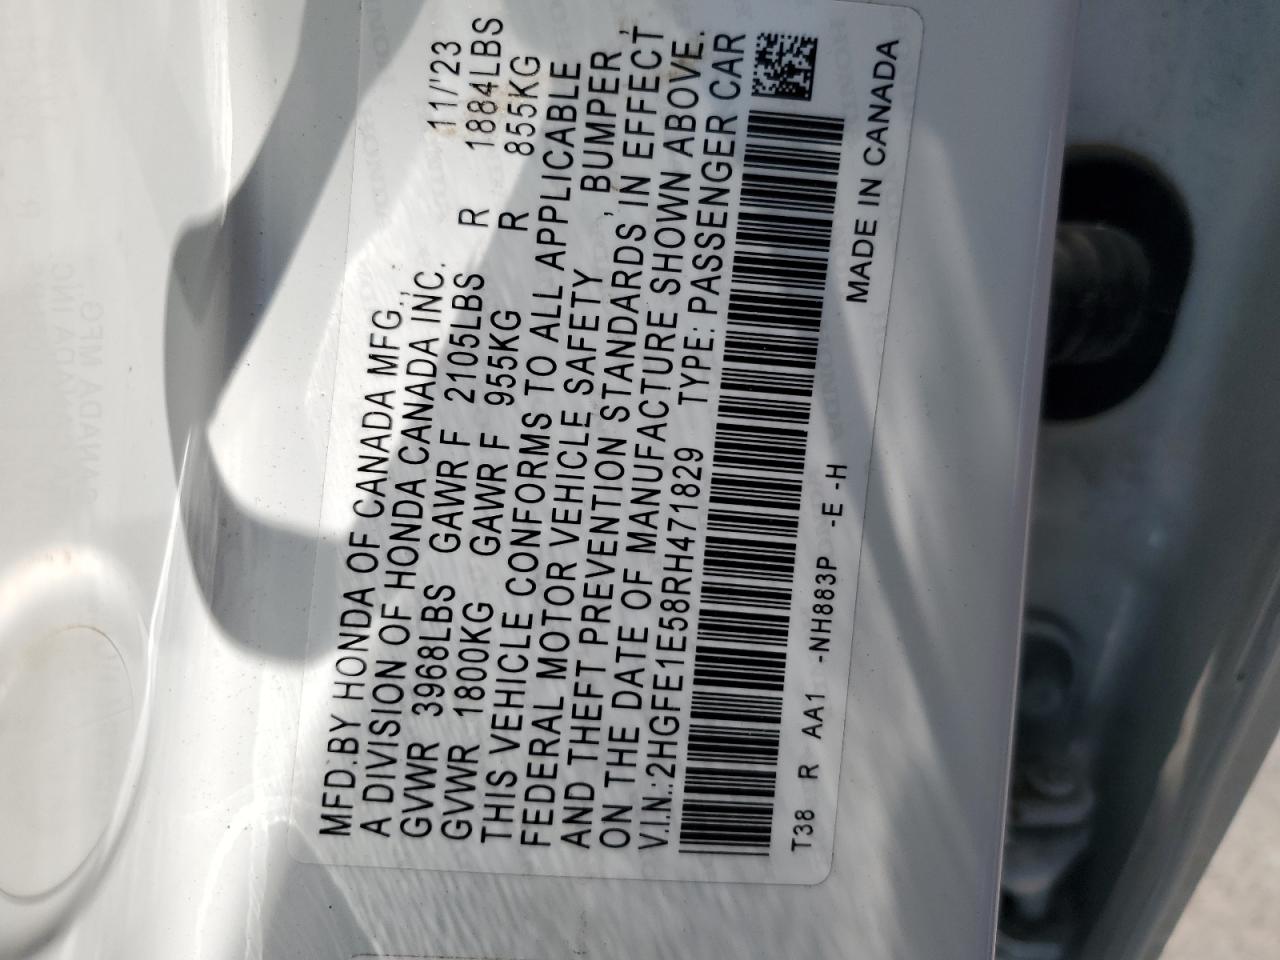 MFD.BY HONDA OF CANADA MFG., 11/'23
A DIVISION OF HONDA CANADA INC.
GVWR 3968LBS GAWR F 2105LBS R 1884LBS
GVWR 1800KG GAWR F 955KG R 855KG
THIS VEHICLE CONFORMS TO ALL APPLICABLE
FEDERAL MOTOR VEHICLE SAFETY, BUMPER,
AND THEFT PREVENTION STANDARDS IN EFFECT
ON THE DATE OF MANUFACTURE SHOWN ABOVE.
V.I.N.:2HGFE1E58RH471829 TYPE: PASSENGER CAR
T38 R AA1 -NH883P -E -H MADE IN CANADA